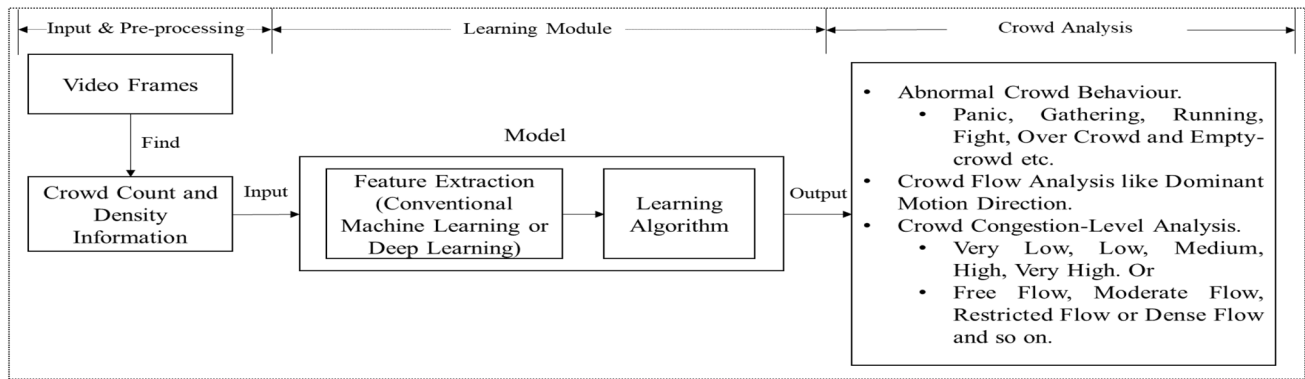 Input & Pre-processing
Learning Module
Crowd Analysis
Video Frames
Find
Crowd Count and
Density
Information
Input
Model
Feature Extraction
(Conventional
Machine Learning or
Deep Learning)
Learning
Algorithm
Output
• Abnormal Crowd Behaviour.
• Panic, Gathering, Running,
Fight, Over Crowd and Empty-
crowd etc.
• Crowd Flow Analysis like Dominant
Motion Direction.
• Crowd Congestion-Level Analysis.
• Very Low, Low, Medium,
High, Very High. Or
• Free Flow, Moderate Flow,
Restricted Flow or Dense Flow
and so on.